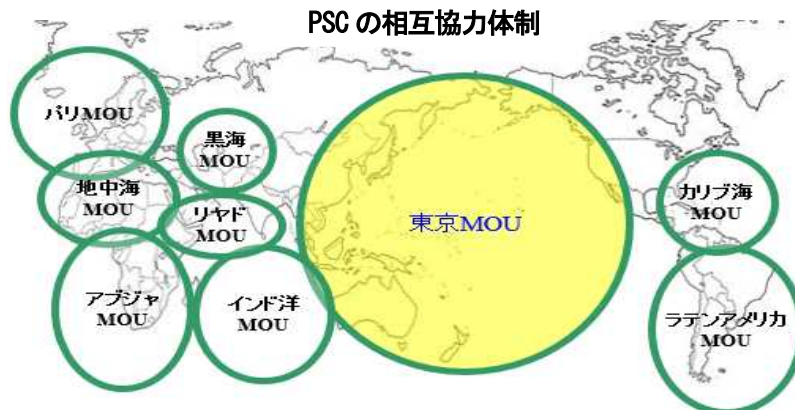 PSC の相互協力体制
パリMOU
黒海
MOU
地中海
MOU
リヤド
MOU
東京MOU
カリブ海
MOU
アブジャ
MOU
インド洋
MOU
ラテンアメリカ
MOU